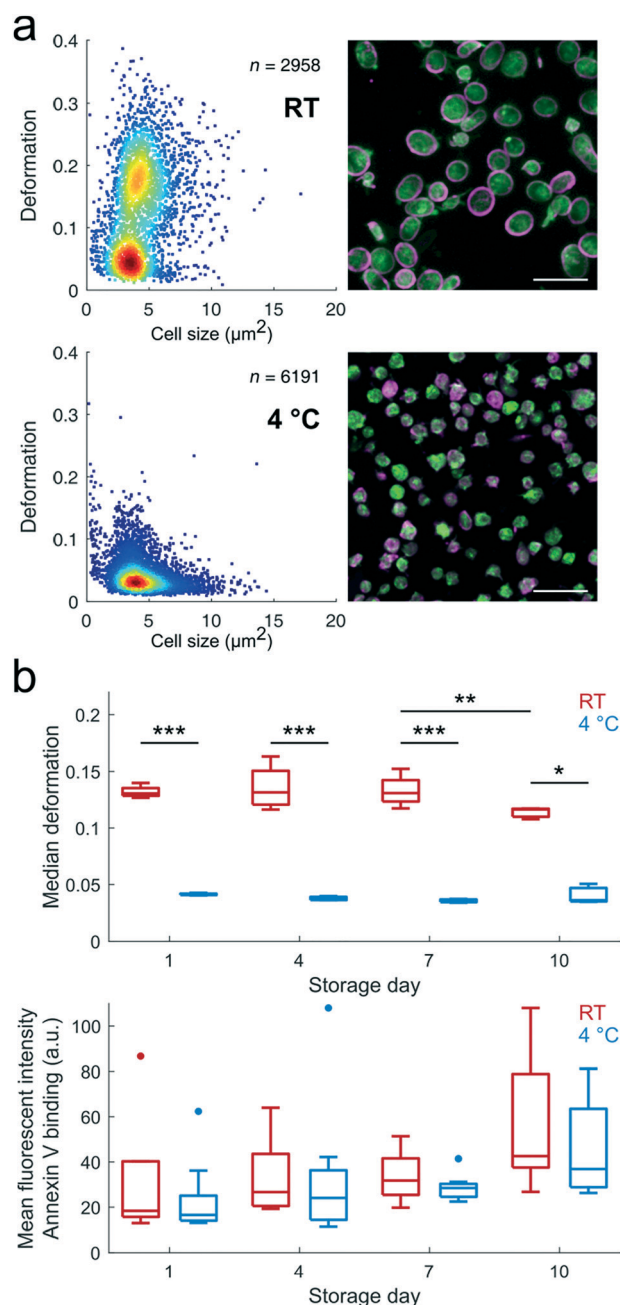 a
0.4
0.3
0.2
0.1
0
Deformation
n = 2958
RT
0 5 10 15 20
Cell size (µm²)
0.4
0.3
0.2
0.1
0
Deformation
n = 6191
4 °C
0 5 10 15 20
Cell size (µm²)
b
0.2
0.15
0.1
0.05
0
Median deformation
RT
4 °C
***
***
**
***
*
1 4 7 10
Storage day
100
80
60
40
20
0
Mean fluorescent intensity
Annexin V binding (a.u.)
RT
4 °C
1 4 7 10
Storage day